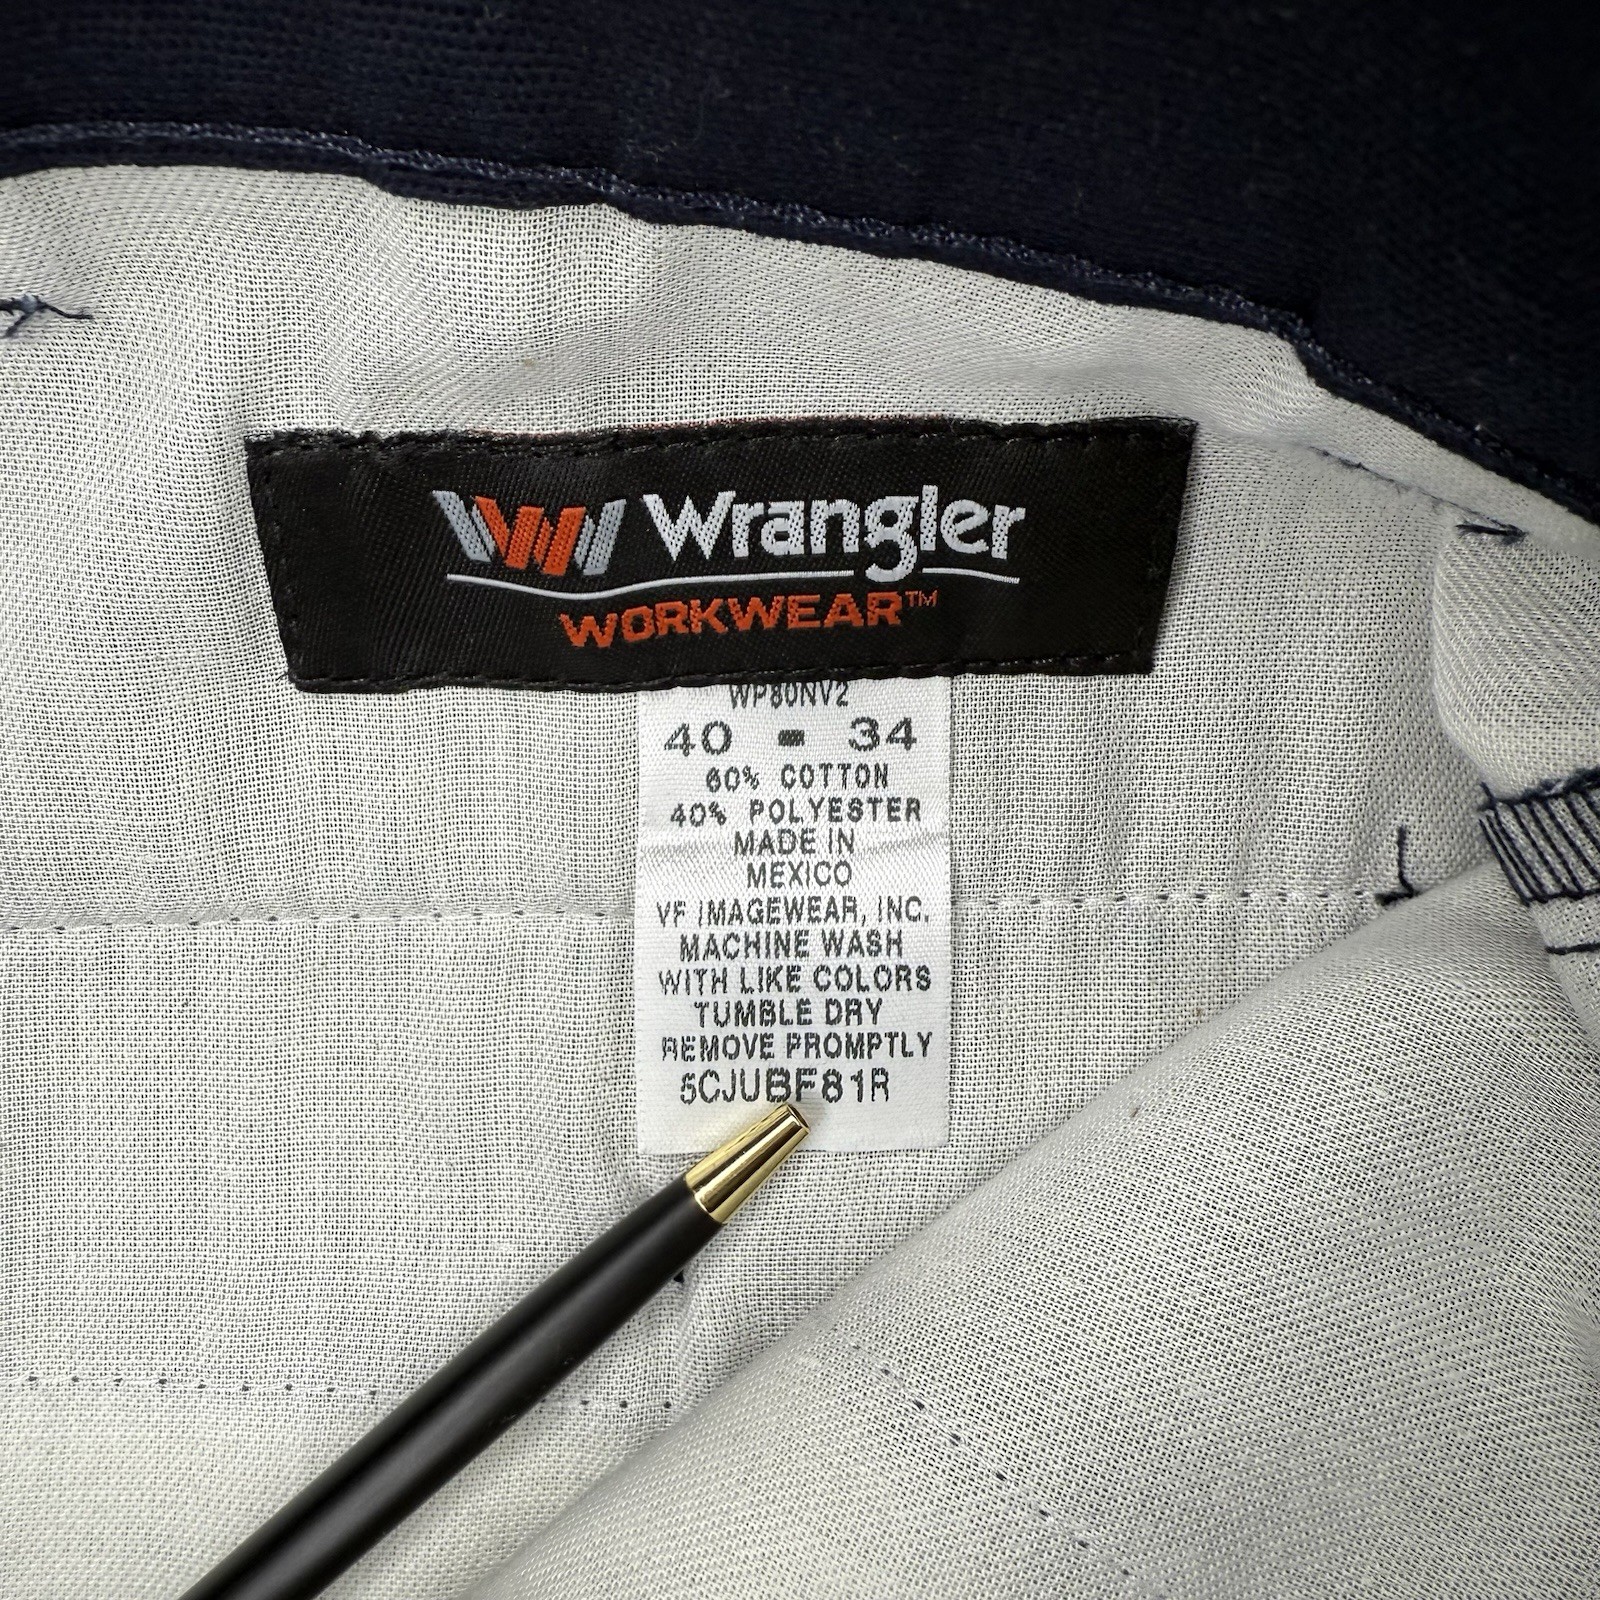 Wrangler
WORKWEAR™
WP80NV2
40 - 34
60% COTTON
40% POLYESTER
MADE IN
MEXICO
VF IMAGEWEAR, INC.
MACHINE WASH
WITH LIKE COLORS
TUMBLE DRY
REMOVE PROMPTLY
5CJUBF81R